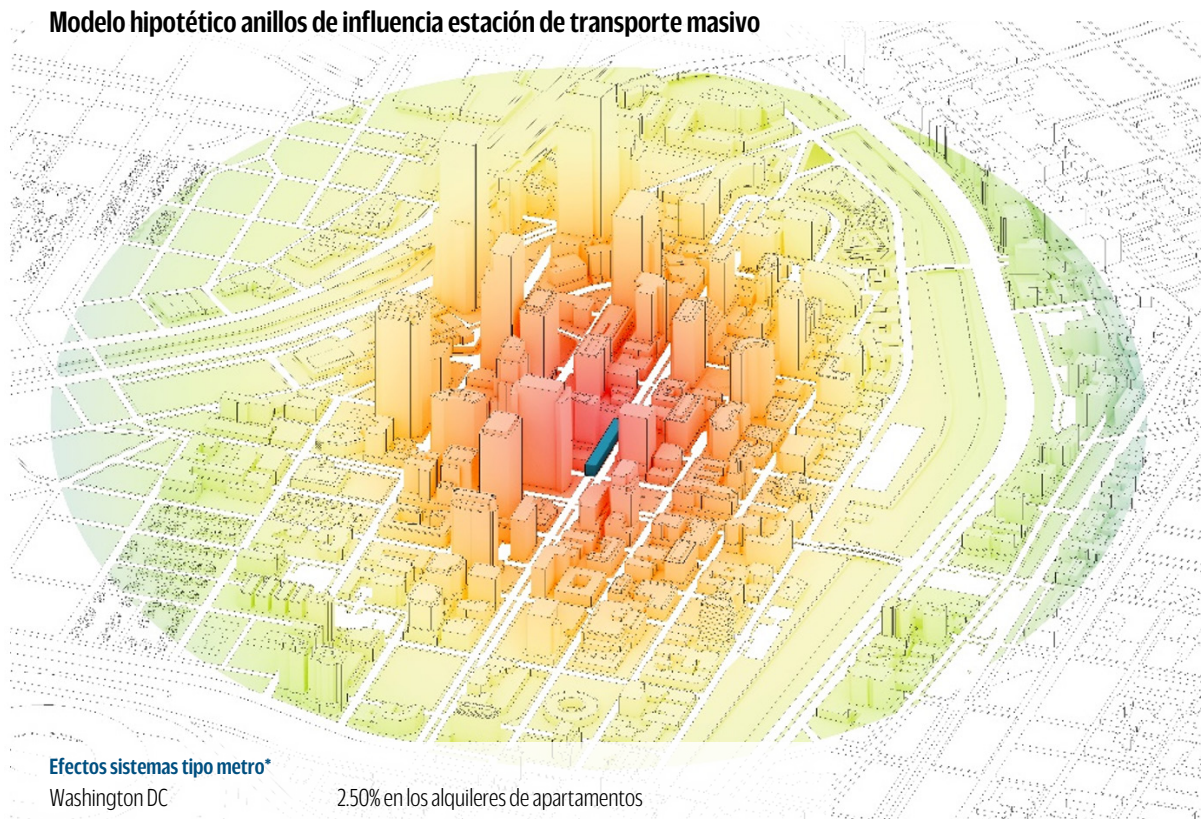 Modelo hipotético anillos de influencia estación de transporte masivo
Efectos sistemas tipo metro*
Washington DC 2.50% en los alquileres de apartamentos